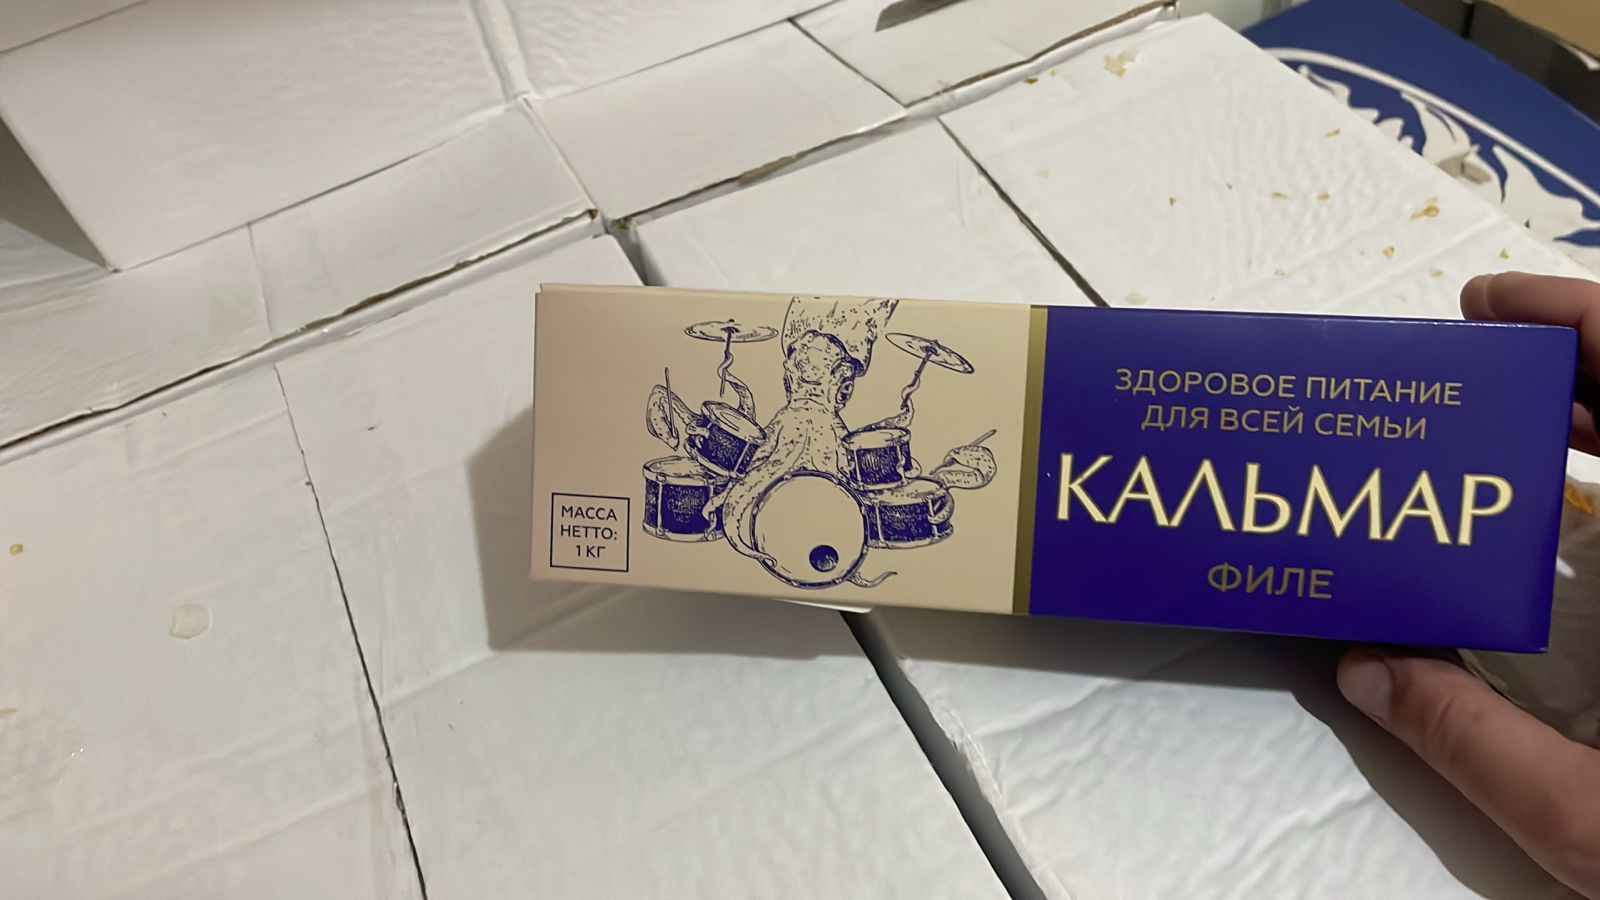 МАССА
НЕТТО:
1 КГ
ЗДОРОВОЕ ПИТАНИЕ
ДЛЯ ВСЕЙ СЕМЬИ
КАЛЬМАР
ФИЛЕ